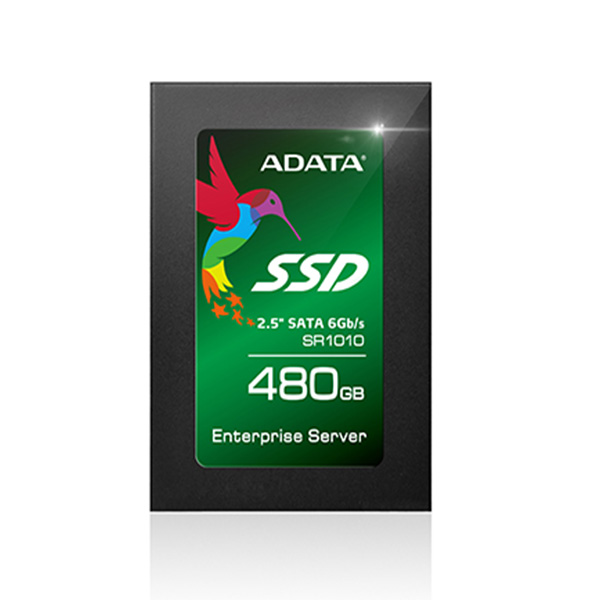 ADATA®
SSD
2.5" SATA 6Gb/s
SR1010
480GB
Enterprise Server